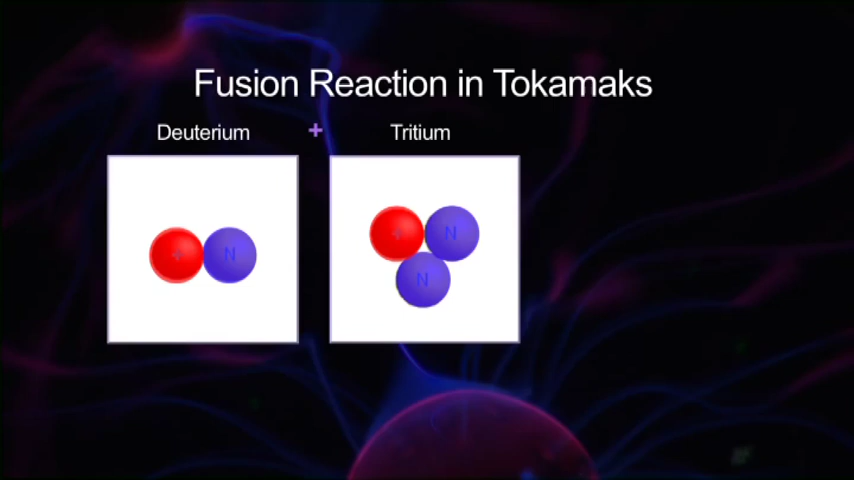 Fusion Reaction in Tokamaks
Deuterium + Tritium
+ N
+ N
N